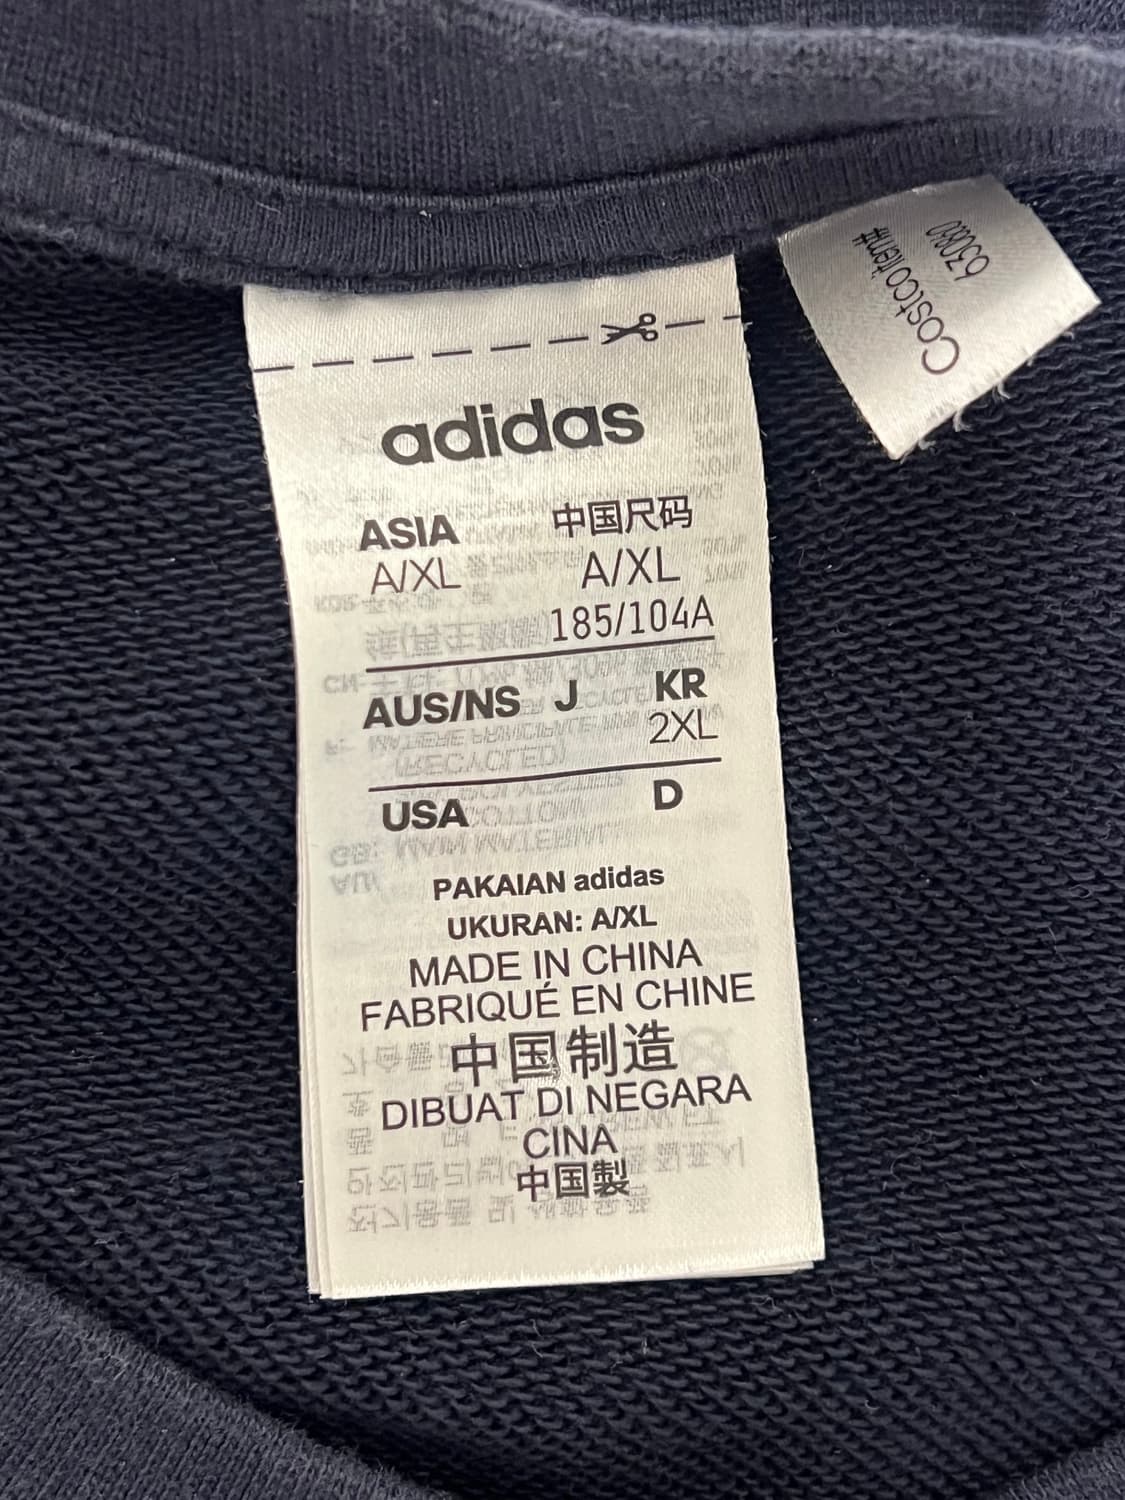 adidas
ASIA 中国尺码
A/XL A/XL
185/104A
AUS/NS J KR
2XL
USA D
PAKAIAN adidas
UKURAN: A/XL
MADE IN CHINA
FABRIQUÉ EN CHINE
中国制造
DIBUAT DI NEGARA
CINA
中国製
Costco Item#